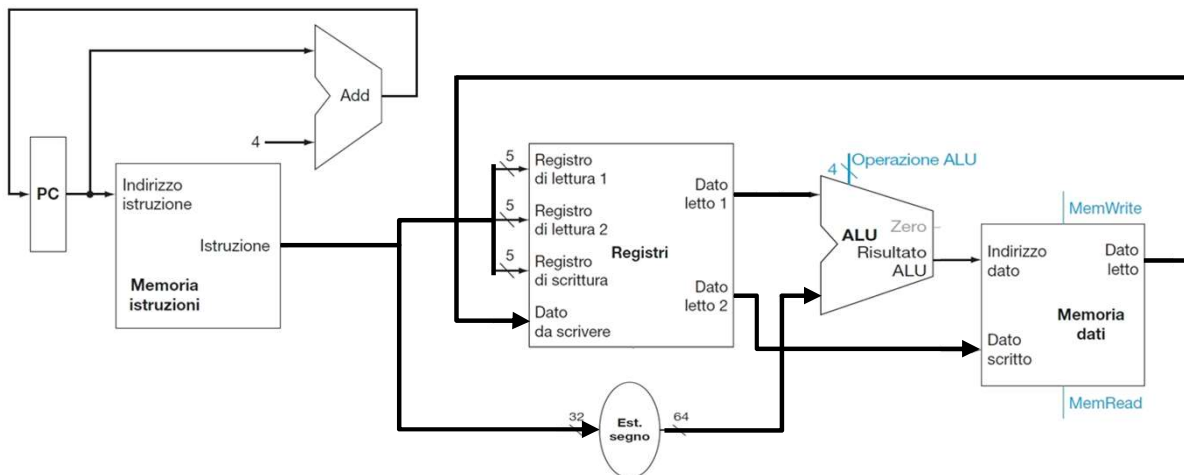 Add
4
PC
Indirizzo
istruzione
Istruzione
Memoria
istruzioni
5
Registro
di lettura 1
5
Registro
di lettura 2
5
Registro
di scrittura
Dato
da scrivere
Registri
Dato
letto 1
Dato
letto 2
32
Est.
segno
64
4
Operazione ALU
ALU
Zero
Risultato
ALU
MemWrite
Indirizzo
dato
Dato
letto
Memoria
dati
Dato
scritto
MemRead